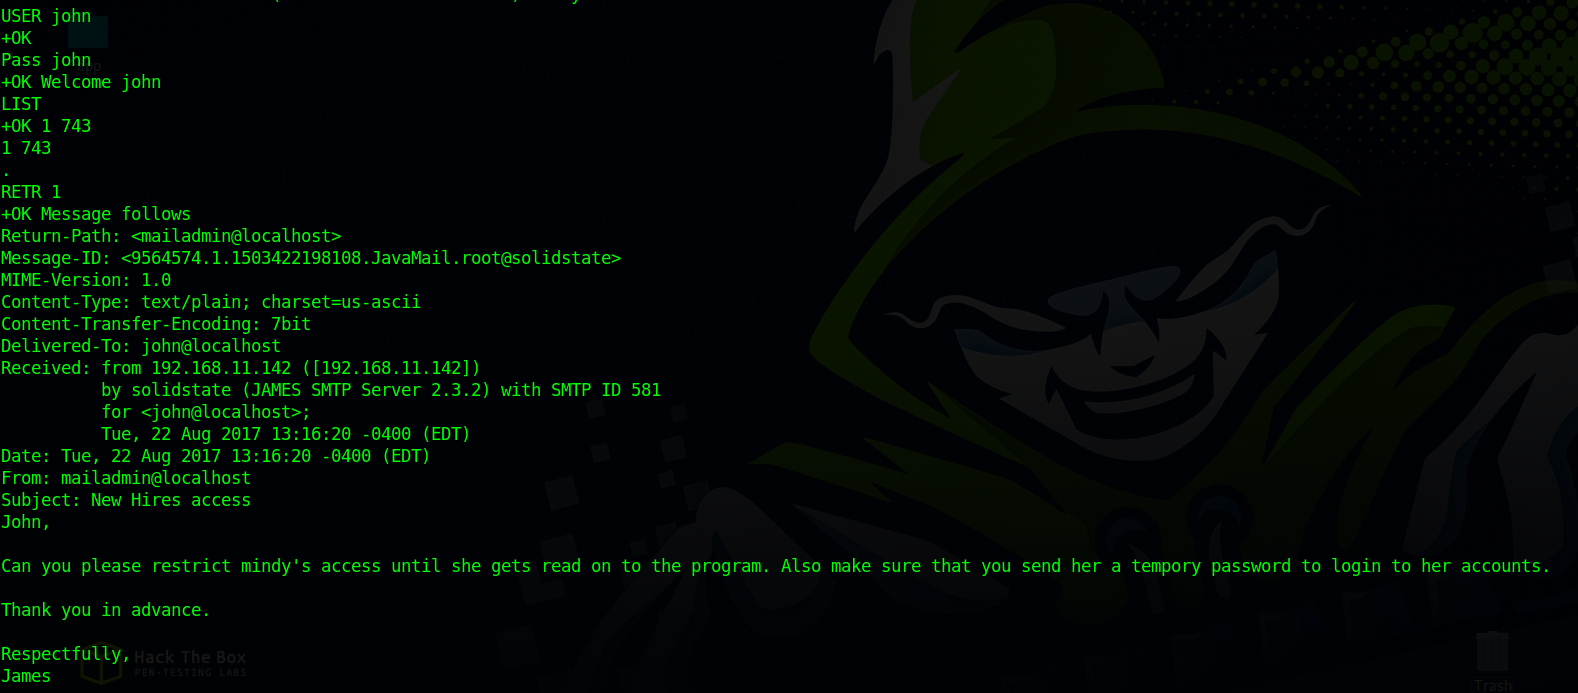 USER john
+OK
Pass john
+OK Welcome john
LIST
+OK 1 743
1 743
.
RETR 1
+OK Message follows
Return-Path: <mailadmin@localhost>
Message-ID: <9564574.1.1503422198108.JavaMail.root@solidstate>
MIME-Version: 1.0
Content-Type: text/plain; charset=us-ascii
Content-Transfer-Encoding: 7bit
Delivered-To: john@localhost
Received: from 192.168.11.142 ([192.168.11.142])
          by solidstate (JAMES SMTP Server 2.3.2) with SMTP ID 581
          for <john@localhost>;
          Tue, 22 Aug 2017 13:16:20 -0400 (EDT)
Date: Tue, 22 Aug 2017 13:16:20 -0400 (EDT)
From: mailadmin@localhost
Subject: New Hires access
John,
Can you please restrict mindy's access until she gets read on to the program. Also make sure that you send her a tempory password to login to her accounts.
Thank you in advance.
Respectfully,
James
Hack The Box
PEN-TESTING LABS
Trash